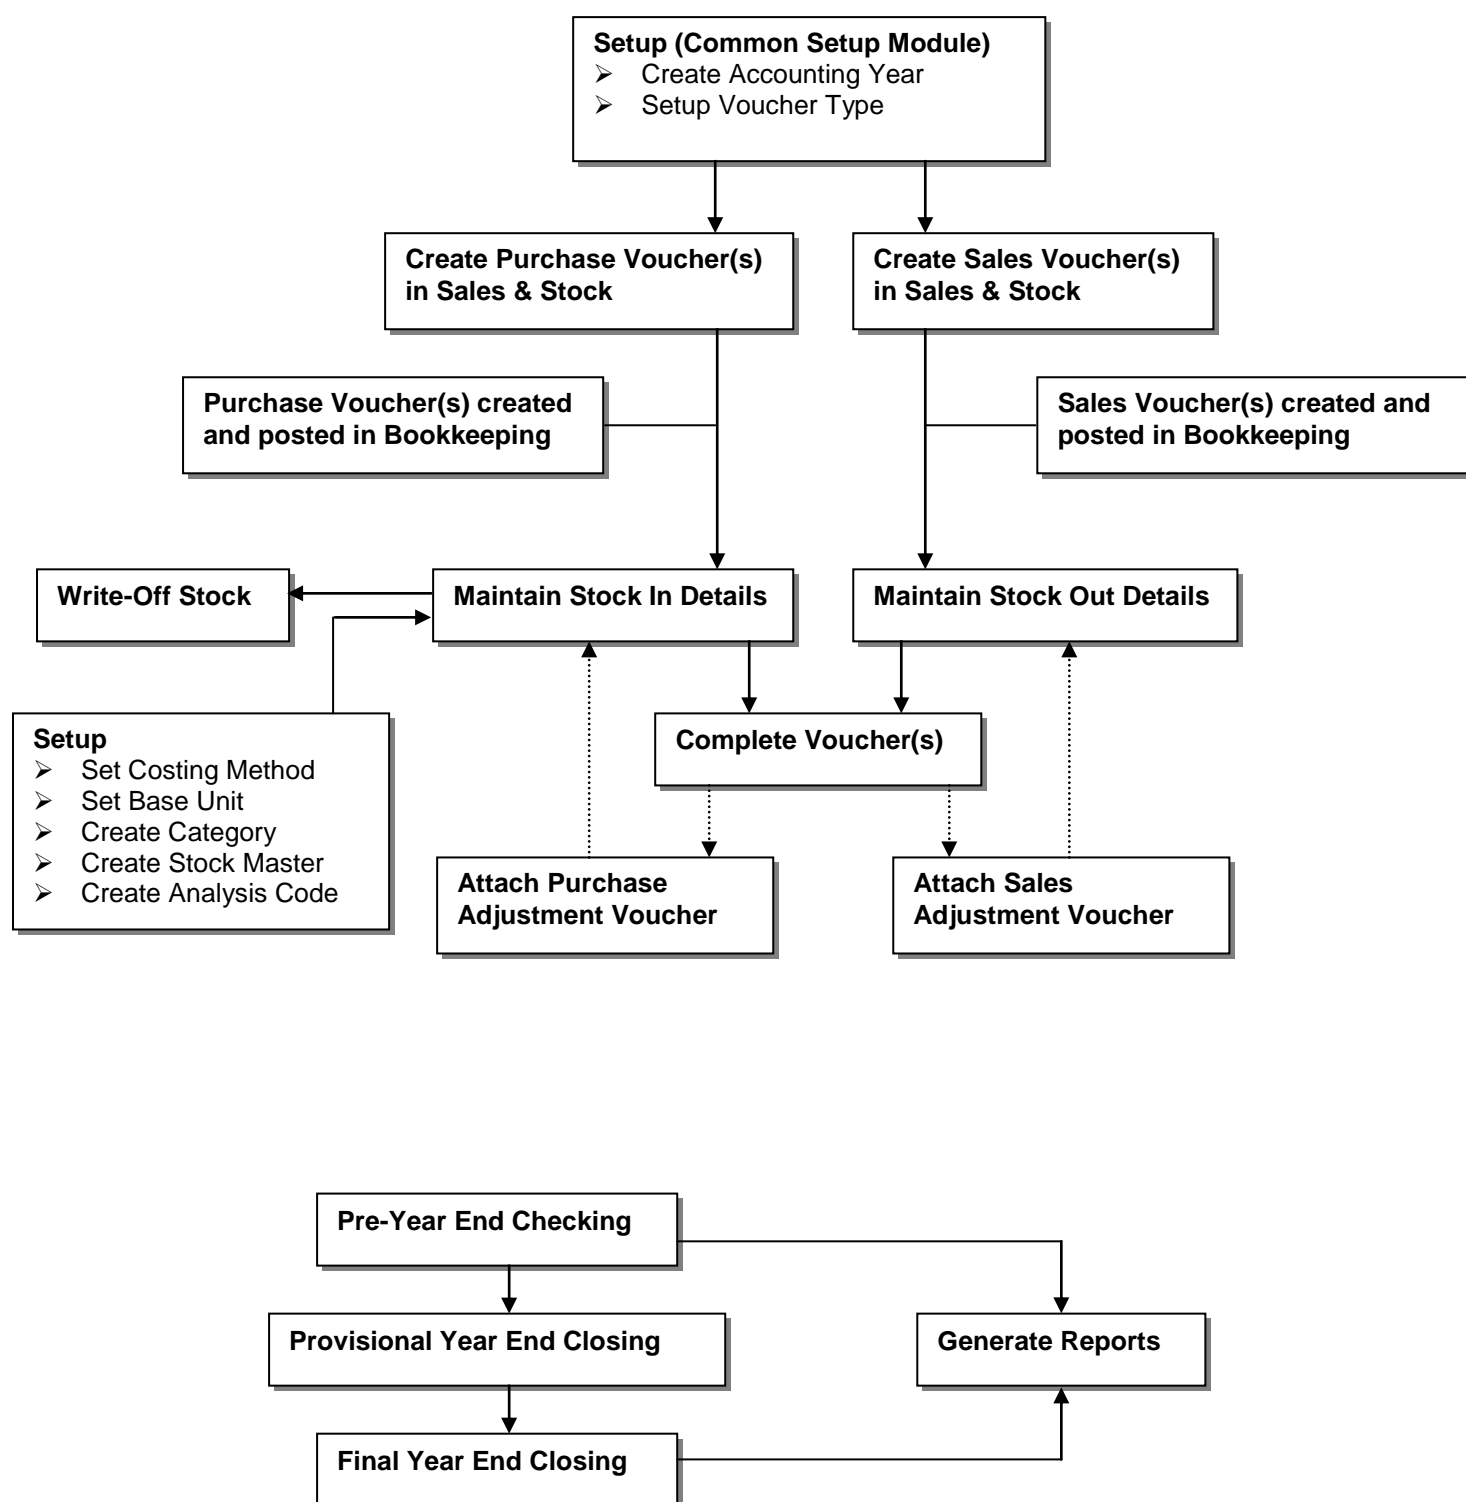 Setup (Common Setup Module)
➢ Create Accounting Year
➢ Setup Voucher Type
Create Purchase Voucher(s)
in Sales & Stock
Create Sales Voucher(s)
in Sales & Stock
Purchase Voucher(s) created
and posted in Bookkeeping
Sales Voucher(s) created and
posted in Bookkeeping
Write-Off Stock
Maintain Stock In Details
Maintain Stock Out Details
Setup
➢ Set Costing Method
➢ Set Base Unit
➢ Create Category
➢ Create Stock Master
➢ Create Analysis Code
Complete Voucher(s)
Attach Purchase
Adjustment Voucher
Attach Sales
Adjustment Voucher
Pre-Year End Checking
Provisional Year End Closing
Generate Reports
Final Year End Closing